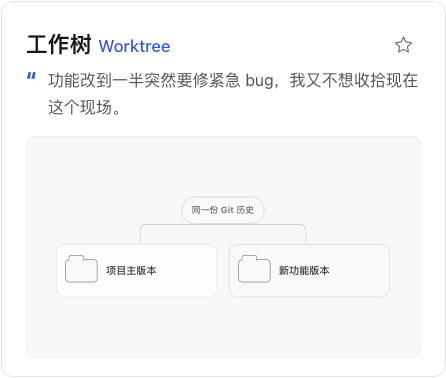 工作树 Worktree
“ 功能改到一半突然要修紧急 bug，我又不想收拾现在
这个现场。
同一份 Git 历史
项目主版本
新功能版本